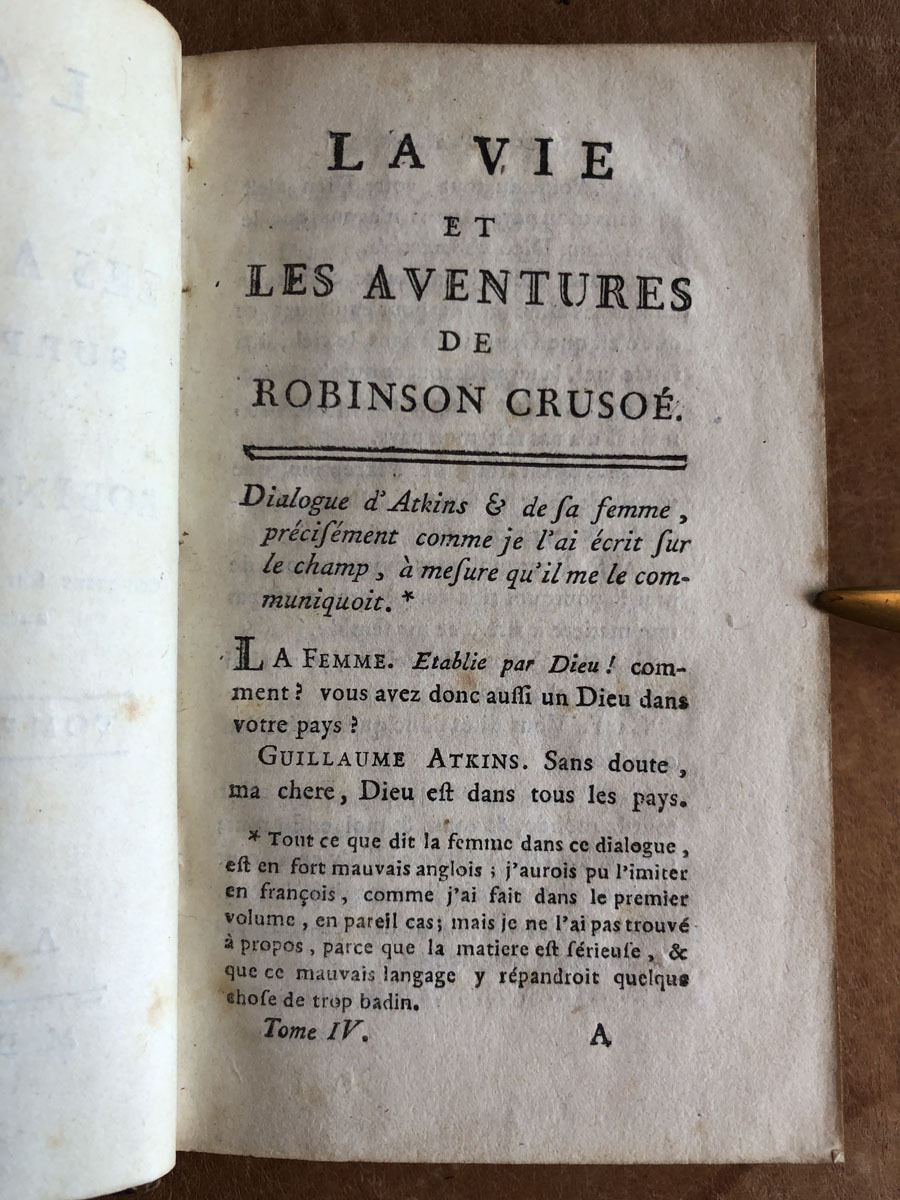 LA VIE
ET
LES AVENTURES
DE
ROBINSON CRUSOÉ.
Dialogue d'Atkins & de ſa femme,
préciſément comme je l'ai écrit ſur
le champ, à meſure qu'il me le com-
muniquoit. *
LA FEMME. Etablie par Dieu! com-
ment? vous avez donc auſſi un Dieu dans
votre pays?
GUILLAUME ATKINS. Sans doute,
ma chere, Dieu eſt dans tous les pays.
* Tout ce que dit la femme dans ce dialogue,
eſt en fort mauvais anglois; j'aurois pu l'imiter
en françois, comme j'ai fait dans le premier
volume, en pareil cas; mais je ne l'ai pas trouvé
à propos, parce que la matiere eſt ſérieuſe, &
que ce mauvais langage y répandroit quelque
choſe de trop badin.
Tome IV. A